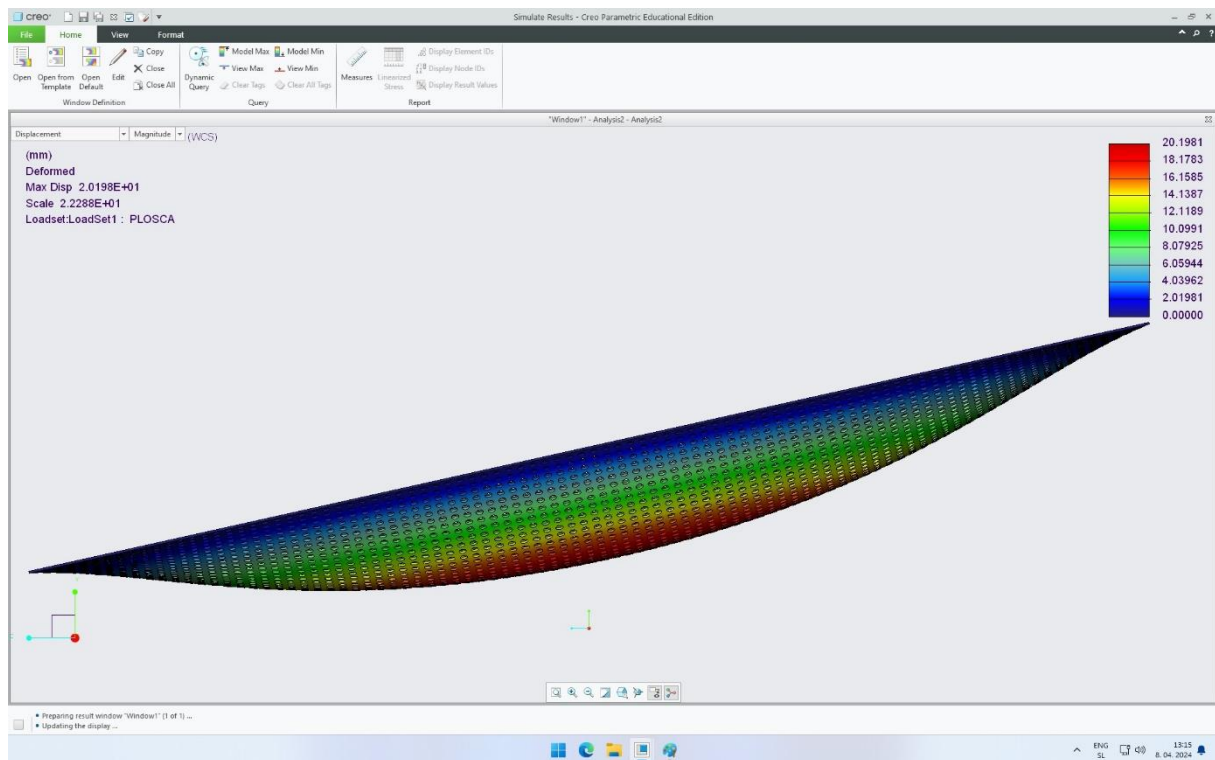 creo·
Simulate Results - Creo Parametric Educational Edition
File Home View Format
Open
Open from Template
Open Default
Edit
Copy
Close
Close All
Window Definition
Dynamic Query
Model Max Model Min
View Max View Min
Clear Tags Clear All Tags
Query
Measures
Linearized Stress
Display Element IDs
Display Node IDs
Display Result Values
Report
"Window1" - Analysis2 - Analysis2
Displacement Magnitude (WCS)
(mm)
Deformed
Max Disp 2.0198E+01
Scale 2.2288E+01
Loadset:LoadSet1 : PLOSCA
20.1981
18.1783
16.1585
14.1387
12.1189
10.0991
8.07925
6.05944
4.03962
2.01981
0.00000
• Preparing result window "Window1" (1 of 1) ...
• Updating the display ...
ENG
SL
13:15
8. 04. 2024